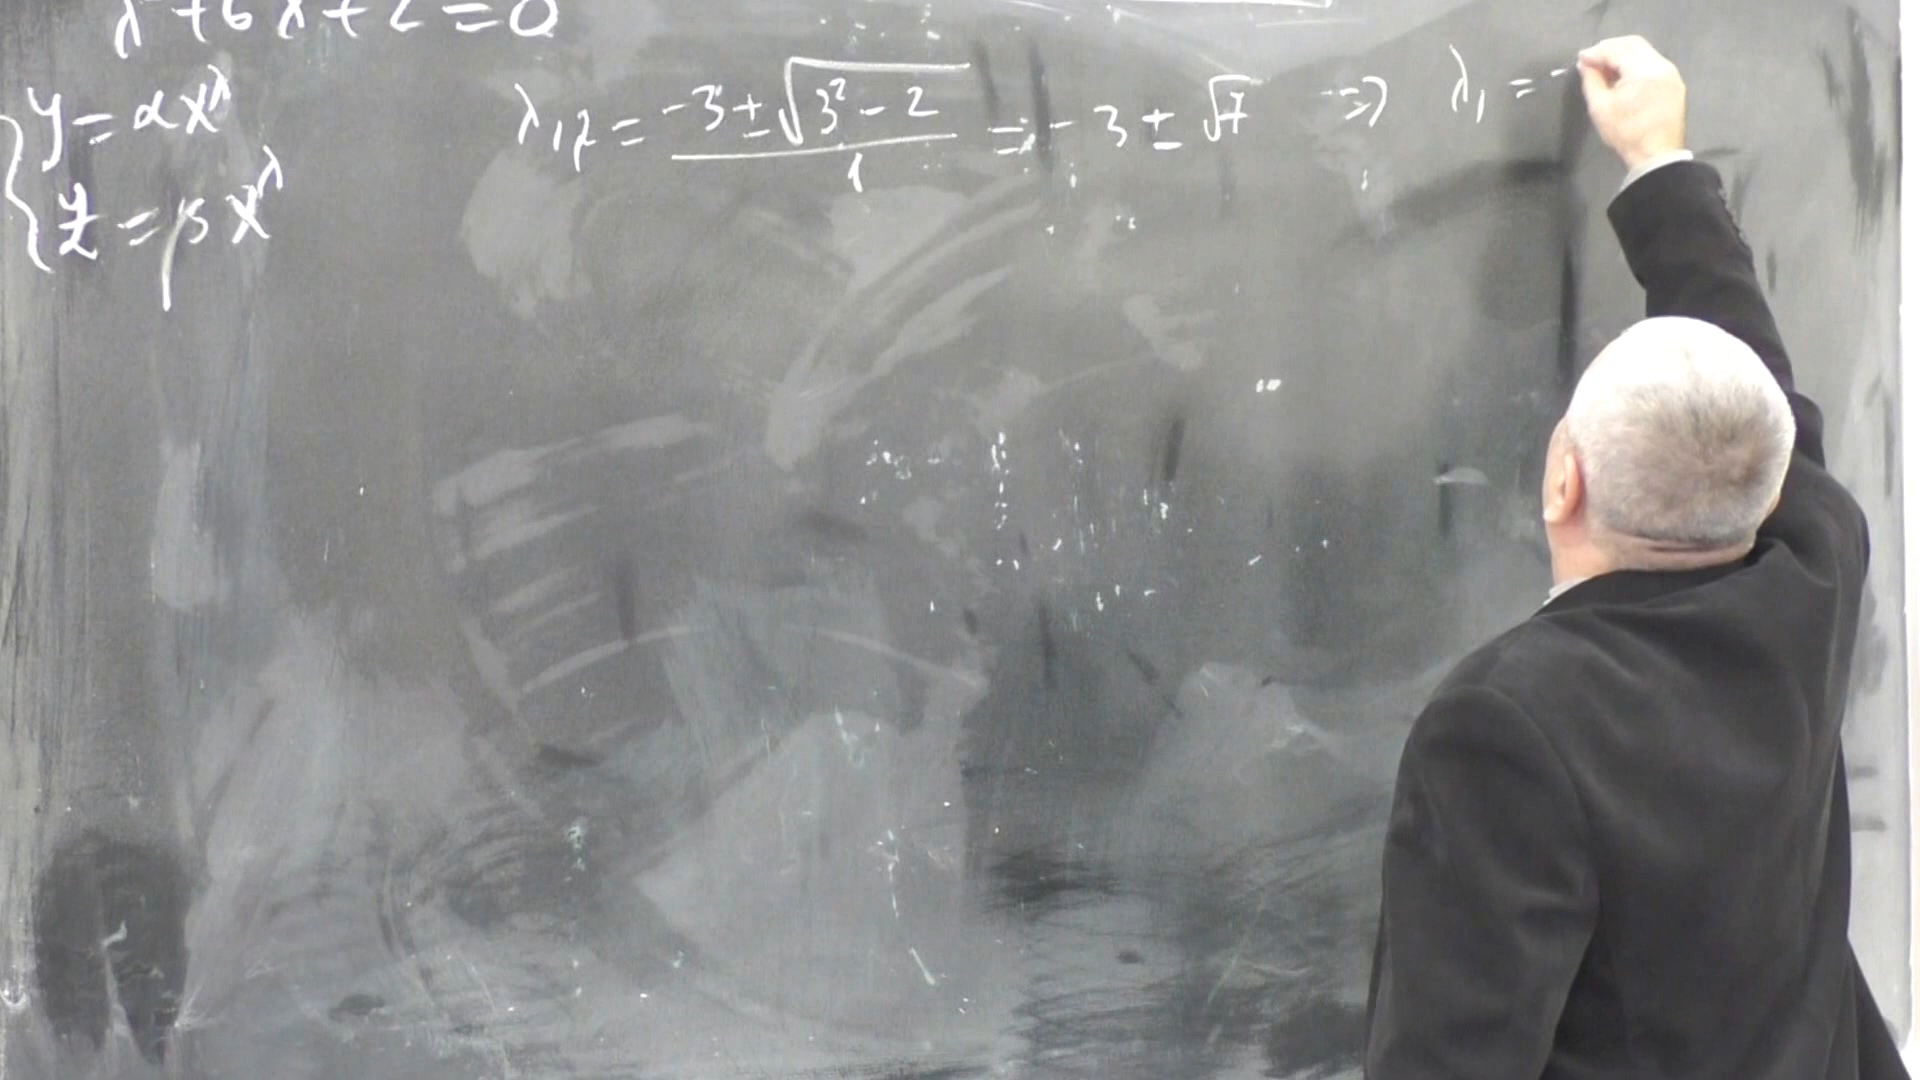 λ² + 6λ + 2 = 0
y = αx^λ
z = βx^λ
λ₁,₂ = (-3 ± √(3² - 2))/1 = -3 ± √7 ⇒ λ₁ = -